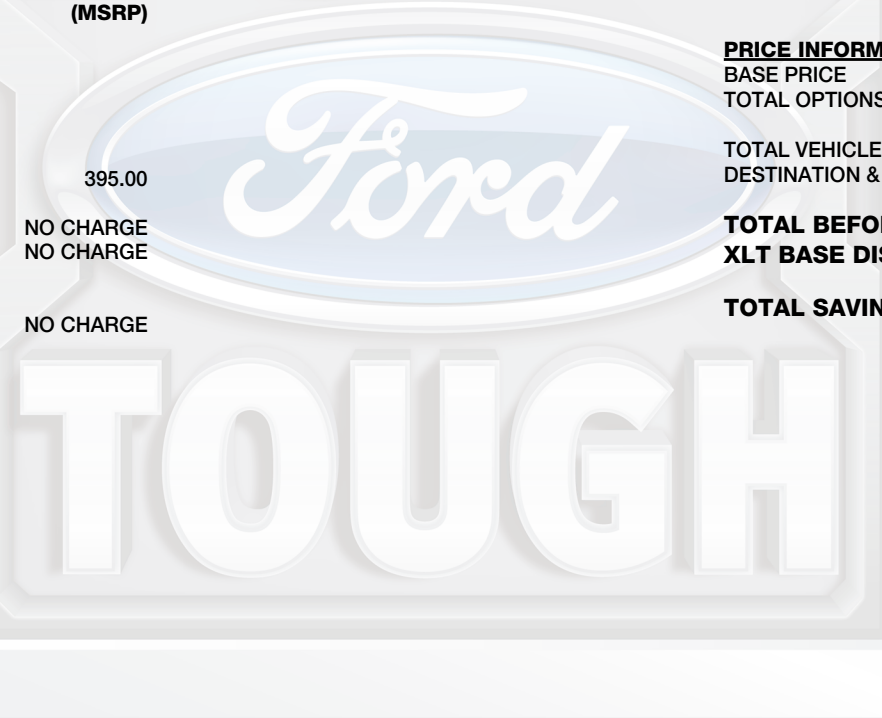 (MSRP)
395.00
NO CHARGE
NO CHARGE
NO CHARGE
PRICE INFORM
BASE PRICE
TOTAL OPTIONS
TOTAL VEHICLE
DESTINATION &
TOTAL BEFO
XLT BASE DIS
TOTAL SAVIN
Ford
TOUGH